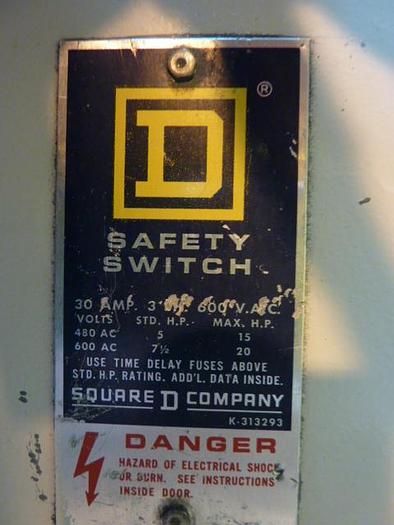 D
®
SAFETY
SWITCH
30 AMP. 3 600 V.A.C.
VOLTS STD. H.P. MAX. H.P.
480 AC 5 15
600 AC 7½ 20
USE TIME DELAY FUSES ABOVE
STD. H.P. RATING. ADD'L. DATA INSIDE.
SQUARE D COMPANY
K-313293
DANGER
HAZARD OF ELECTRICAL SHOCK
OR BURN. SEE INSTRUCTIONS
INSIDE DOOR.